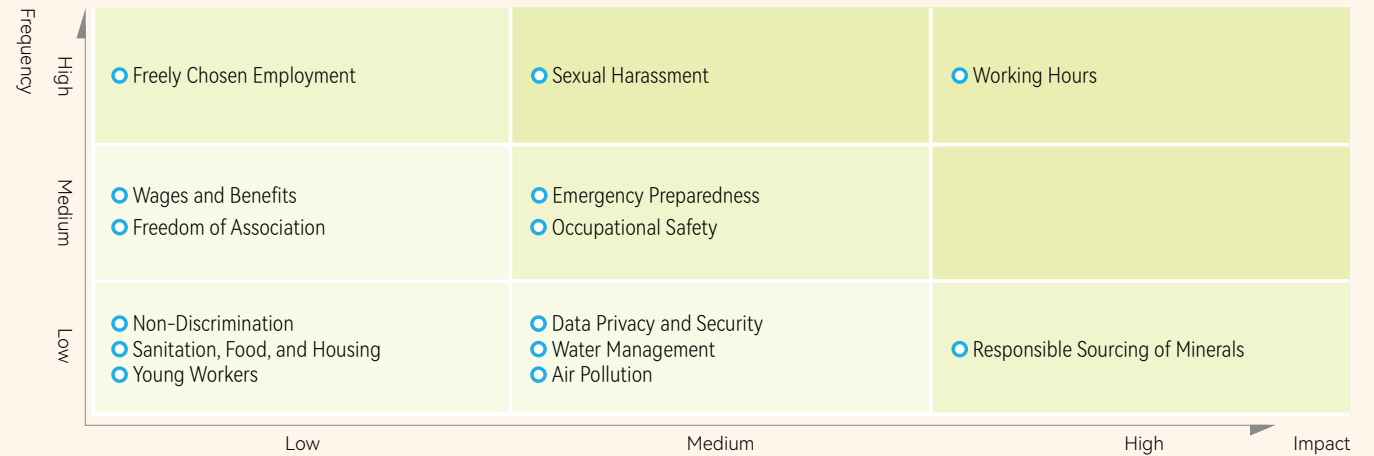 Frequency
High
Freely Chosen Employment
Sexual Harassment
Working Hours
Medium
Wages and Benefits
Freedom of Association
Emergency Preparedness
Occupational Safety
Low
Non-Discrimination
Sanitation, Food, and Housing
Young Workers
Data Privacy and Security
Water Management
Air Pollution
Responsible Sourcing of Minerals
Low
Medium
High
Impact